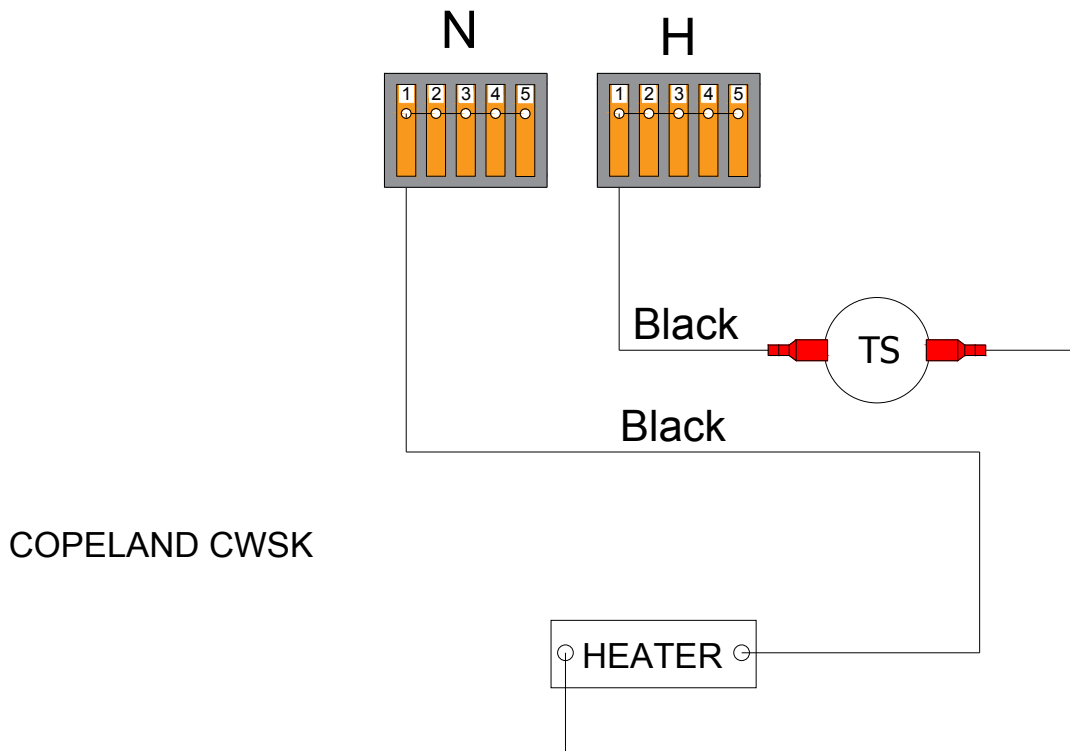 N H
1 2 3 4 5 1 2 3 4 5
Black
TS
Black
COPELAND CWSK
HEATER